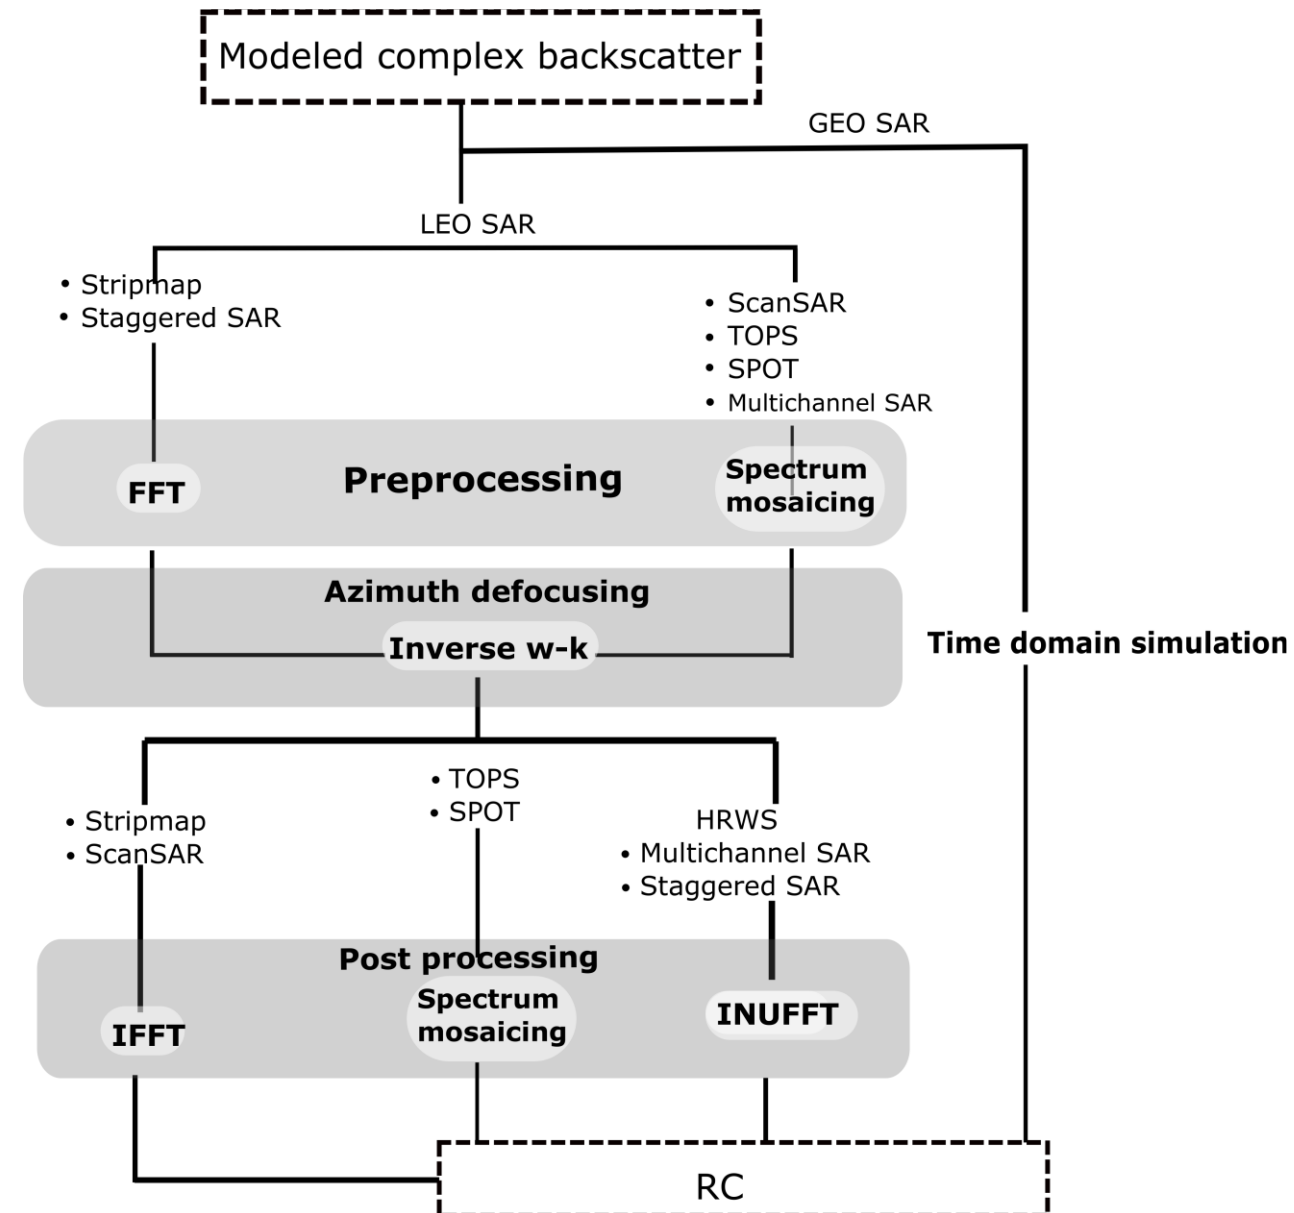 Modeled complex backscatter
GEO SAR
LEO SAR
• Stripmap
• Staggered SAR
• ScanSAR
• TOPS
• SPOT
• Multichannel SAR
Preprocessing
FFT
Spectrum
mosaicing
Azimuth defocusing
Inverse w-k
Time domain simulation
• TOPS
• SPOT
• Stripmap
• ScanSAR
HRWS
• Multichannel SAR
• Staggered SAR
Post processing
IFFT
Spectrum
mosaicing
INUFFT
RC